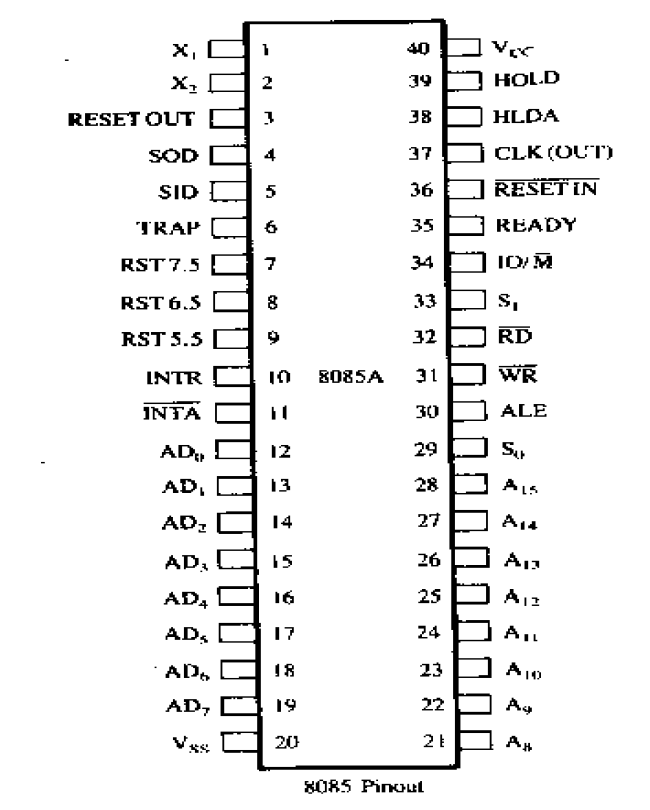 X₁ 1 40 Vcc
X₂ 2 39 HOLD
RESET OUT 3 38 HLDA
SOD 4 37 CLK (OUT)
SID 5 36 RESET IN
TRAP 6 35 READY
RST 7.5 7 34 IO/M̅
RST 6.5 8 33 S₁
RST 5.5 9 32 R̅D̅
INTR 10 8085A 31 W̅R̅
I̅N̅T̅A̅ 11 30 ALE
AD₀ 12 29 S₀
AD₁ 13 28 A₁₅
AD₂ 14 27 A₁₄
AD₃ 15 26 A₁₃
AD₄ 16 25 A₁₂
AD₅ 17 24 A₁₁
AD₆ 18 23 A₁₀
AD₇ 19 22 A₉
Vss 20 21 A₈
8085 Pinout